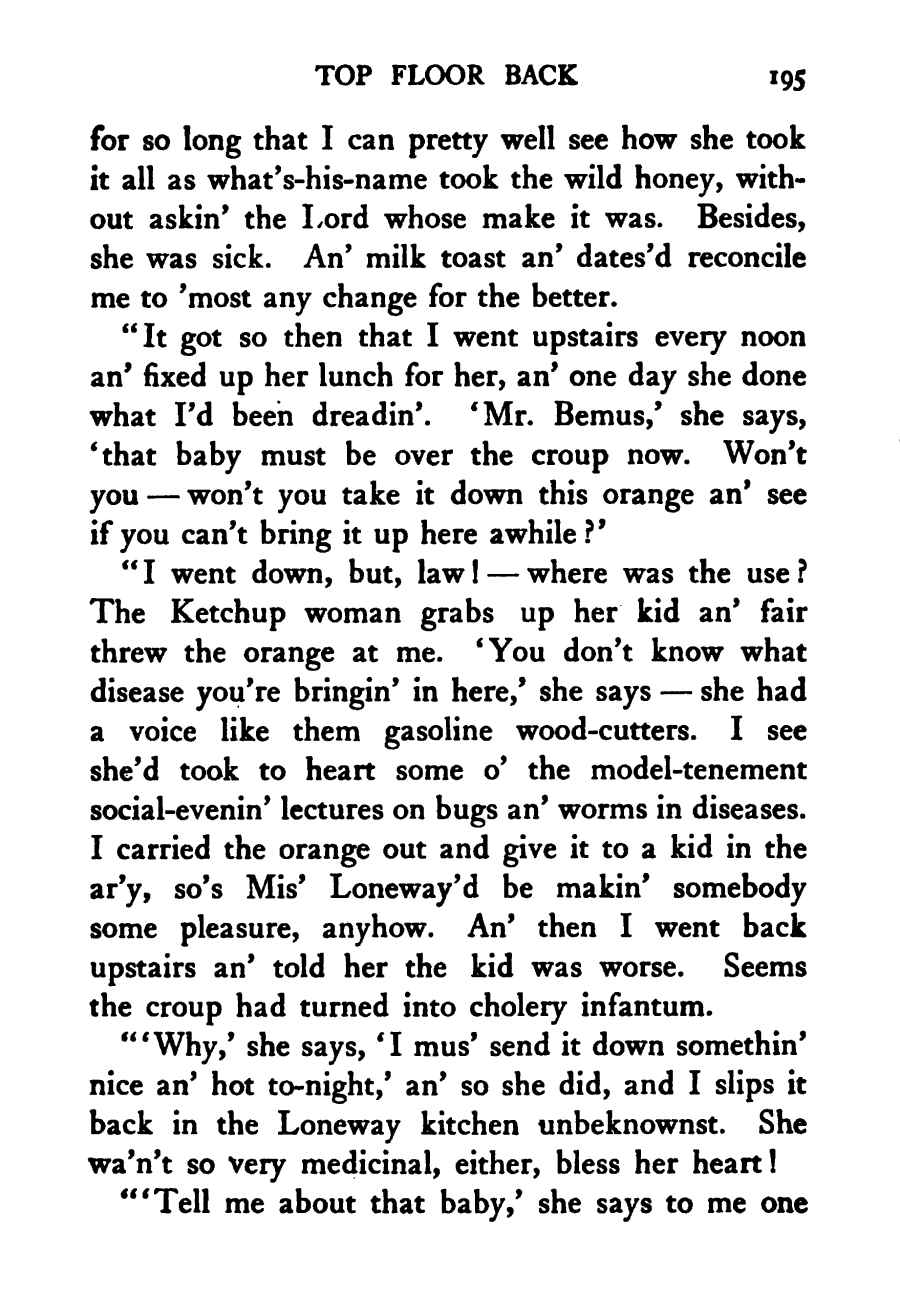 TOP FLOOR BACK 195
for so long that I can pretty well see how she took
it all as what's-his-name took the wild honey, with-
out askin' the Lord whose make it was. Besides,
she was sick. An' milk toast an' dates'd reconcile
me to 'most any change for the better.
"It got so then that I went upstairs every noon
an' fixed up her lunch for her, an' one day she done
what I'd been dreadin'. 'Mr. Bemus,' she says,
'that baby must be over the croup now. Won't
you — won't you take it down this orange an' see
if you can't bring it up here awhile?'
"I went down, but, law! — where was the use?
The Ketchup woman grabs up her kid an' fair
threw the orange at me. 'You don't know what
disease you're bringin' in here,' she says — she had
a voice like them gasoline wood-cutters. I see
she'd took to heart some o' the model-tenement
social-evenin' lectures on bugs an' worms in diseases.
I carried the orange out and give it to a kid in the
ar'y, so's Mis' Loneway'd be makin' somebody
some pleasure, anyhow. An' then I went back
upstairs an' told her the kid was worse. Seems
the croup had turned into cholery infantum.
"'Why,' she says, 'I mus' send it down somethin'
nice an' hot to-night,' an' so she did, and I slips it
back in the Loneway kitchen unbeknownst. She
wa'n't so very medicinal, either, bless her heart!
"'Tell me about that baby,' she says to me one